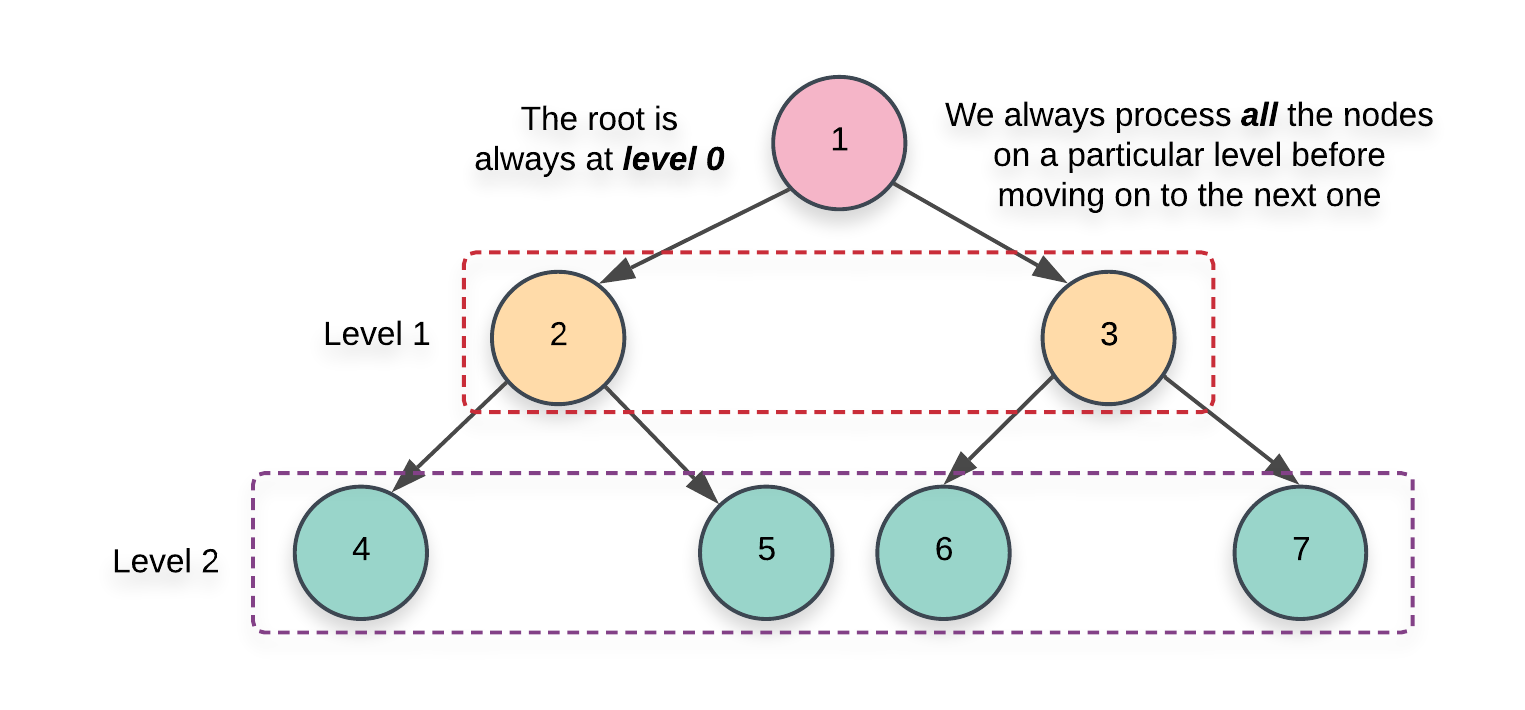 The root is
always at level 0
1
We always process all the nodes
on a particular level before
moving on to the next one
Level 1
2
3
Level 2
4
5
6
7